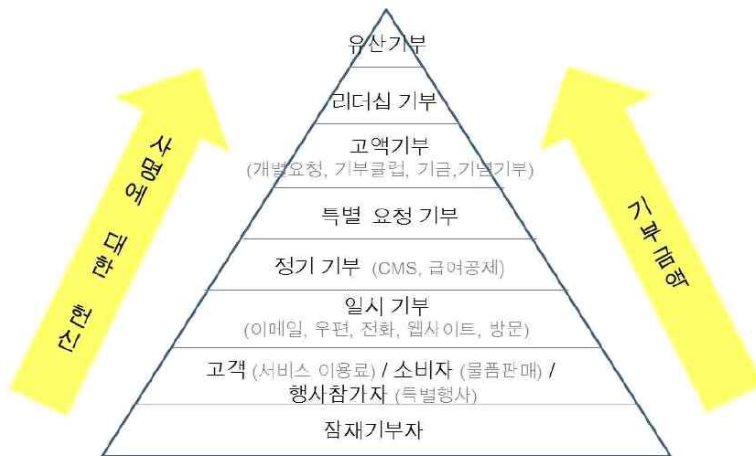 유산기부
리더십 기부
고액기부
(개별요청, 기부클럽, 기금,기념기부)
특별 요청 기부
정기 기부 (CMS, 급여공제)
일시 기부
(이메일, 우편, 전화, 웹사이트, 방문)
고객 (서비스 이용료) / 소비자 (물품판매) /
행사참가자 (특별행사)
잠재기부자
사명에 대한 헌신
기부금액